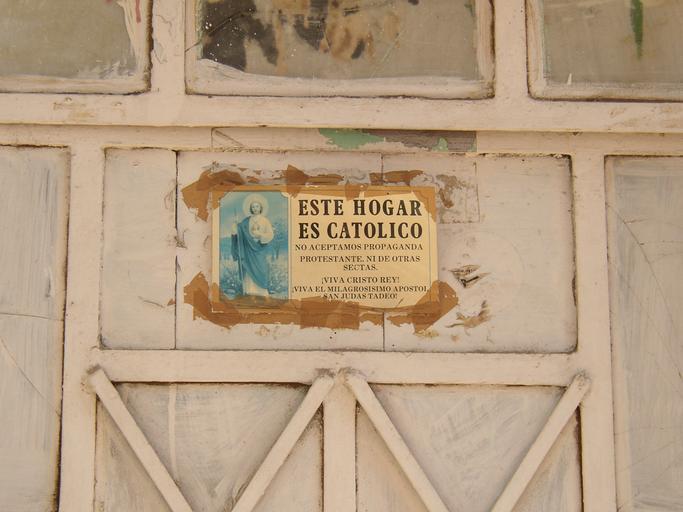 ESTE HOGAR
ES CATOLICO
NO ACEPTAMOS PROPAGANDA
PROTESTANTE, NI DE OTRAS
SECTAS.
¡VIVA CRISTO REY!
¡VIVA EL MILAGROSISIMO APOSTOL
SAN JUDAS TADEO!